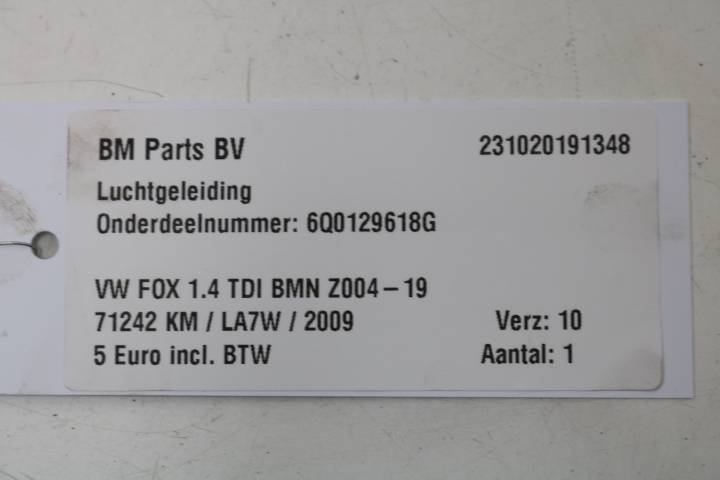 BM Parts BV 231020191348
Luchtgeleiding
Onderdeelnummer: 6Q0129618G
VW FOX 1.4 TDI BMN Z004-19
71242 KM / LA7W / 2009 Verz: 10
5 Euro incl. BTW Aantal: 1